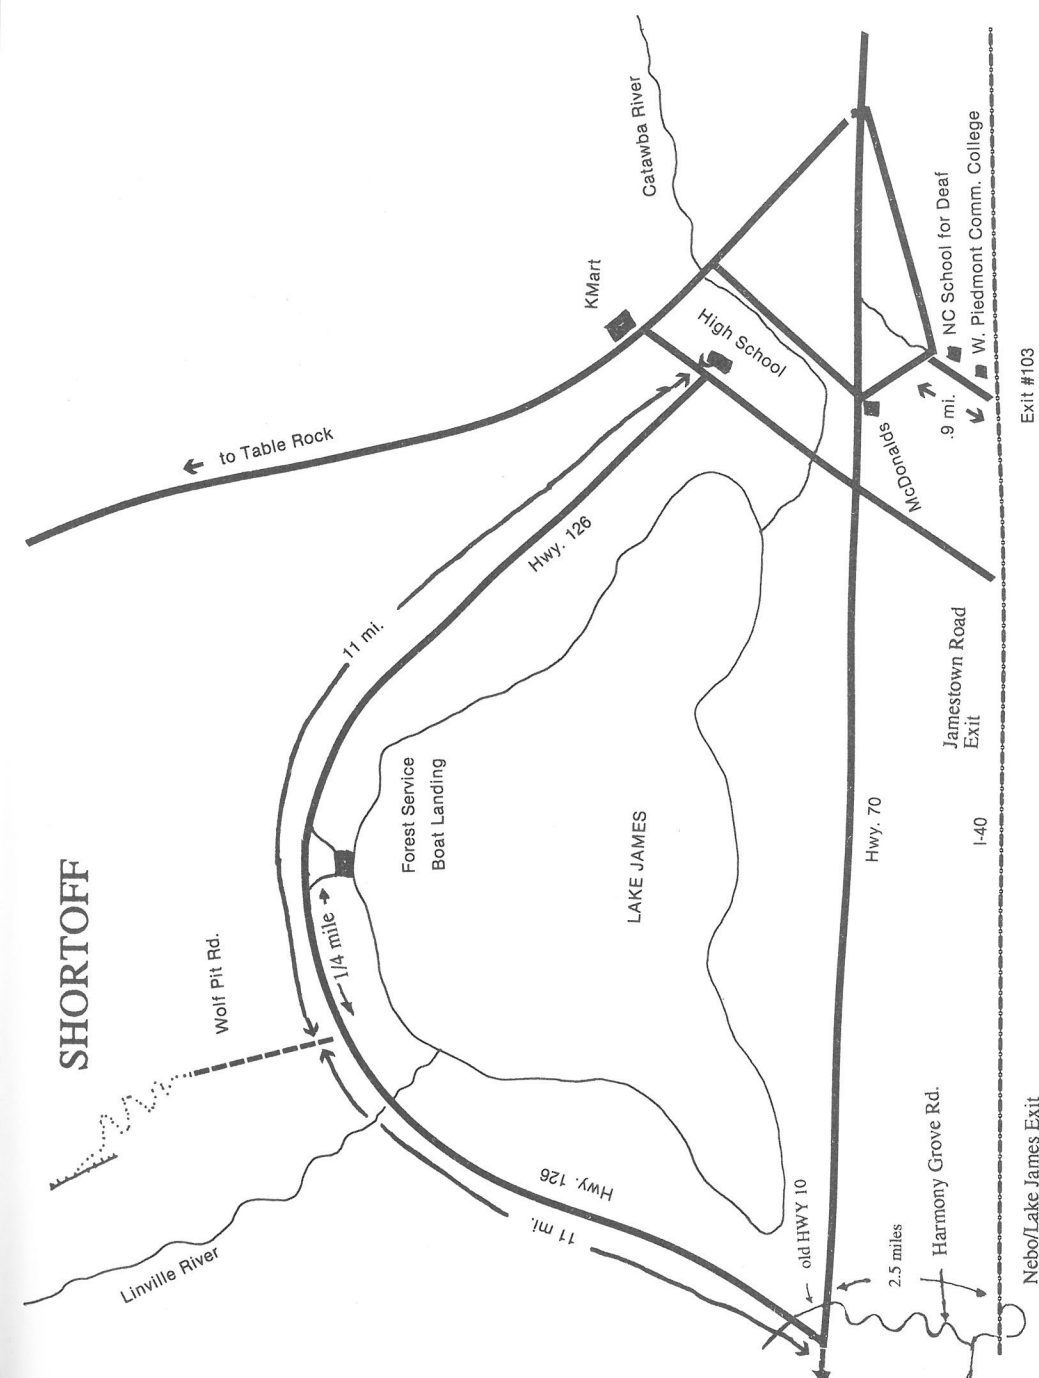 SHORTOFF
Wolf Pit Rd.
Linville River
1/4 mile
11 mi.
Hwy. 126
11 mi.
Hwy. 126
to Table Rock
KMart
Catawba River
High School
Forest Service
Boat Landing
LAKE JAMES
McDonalds
.9 mi.
NC School for Deaf
W. Piedmont Comm. College
Exit #103
Jamestown Road
Exit
Hwy. 70
I-40
old HWY 10
2.5 miles
Harmony Grove Rd.
Nebo/Lake James Exit